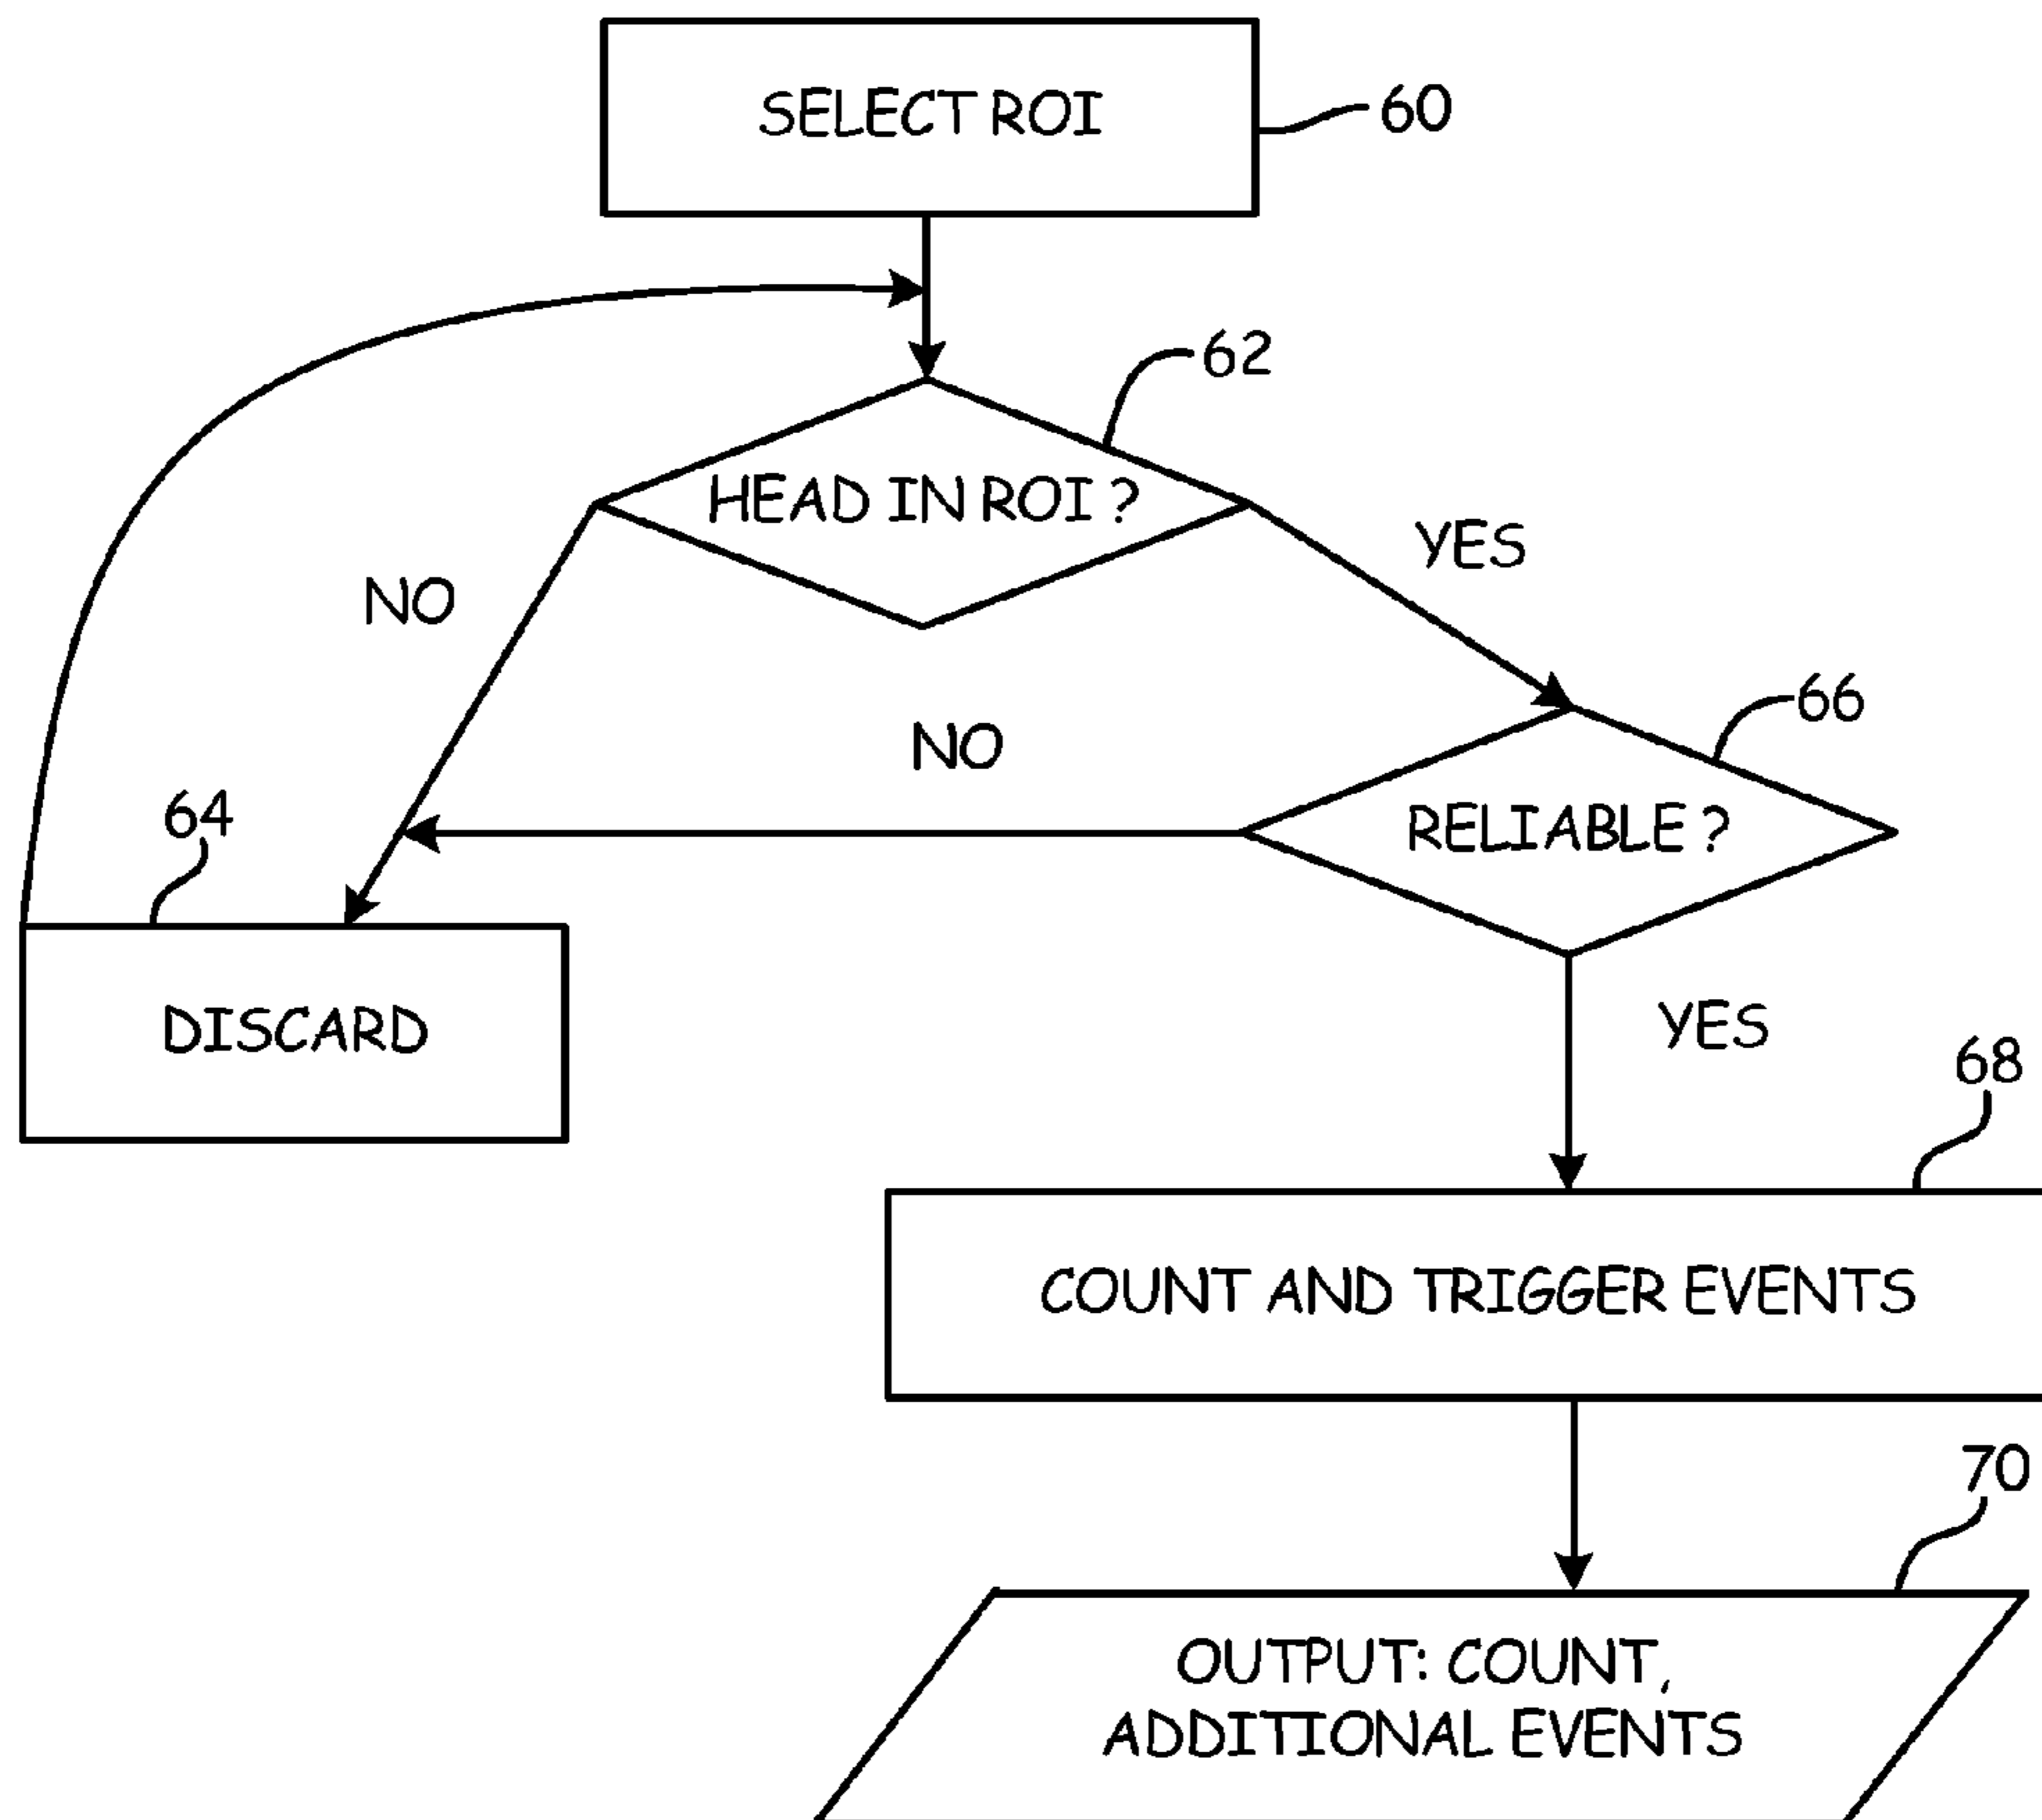 SELECT ROI
60
62
HEAD IN ROI ?
YES
NO
66
NO
64
RELIABLE ?
DISCARD
YES
68
COUNT AND TRIGGER EVENTS
70
OUTPUT: COUNT,
ADDITIONAL EVENTS